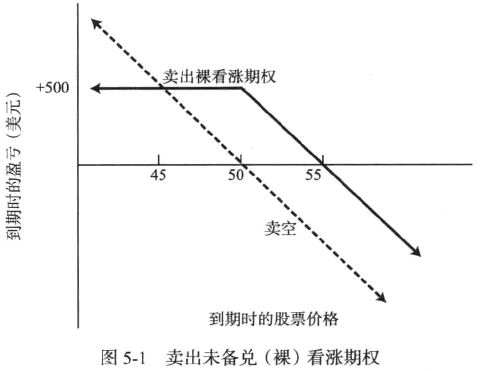 卖出裸看涨期权
+500
到期时的盈亏（美元）
45
50
55
卖空
到期时的股票价格
图 5-1 卖出未备兑（裸）看涨期权